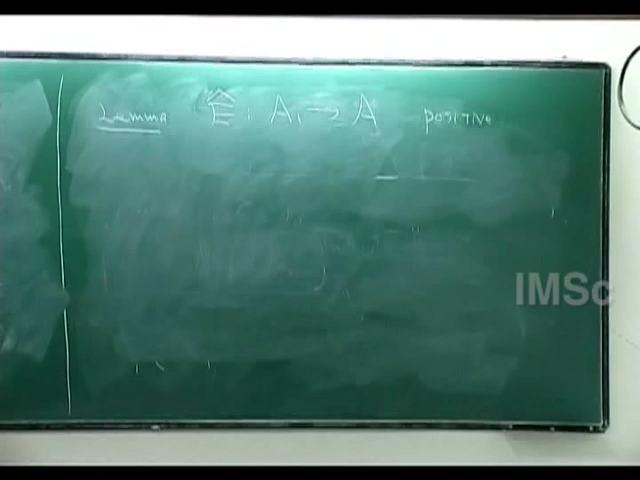 Lemma Ê : A₁ → A positive
IMSc